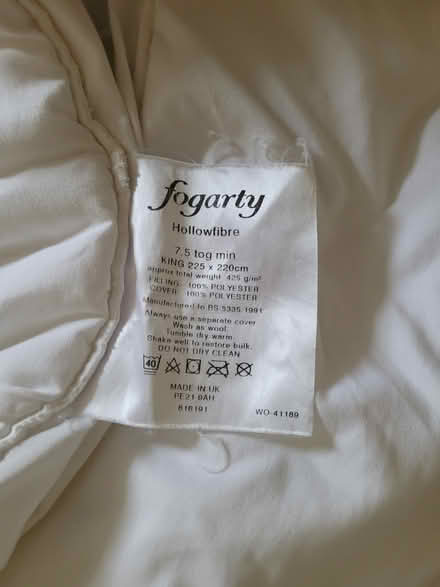 fogarty
Hollowfibre
7.5 tog min
KING 225 x 220cm
approx total weight 425 g/m²
FILLING: 100% POLYESTER
COVER: 100% POLYESTER
Manufactured to BS 5335:1991
Always use a separate cover.
Wash as wool.
Tumble dry warm.
Shake well to restore bulk.
DO NOT DRY CLEAN
40
MADE IN UK
PE21 9AH
818191
WO-41189